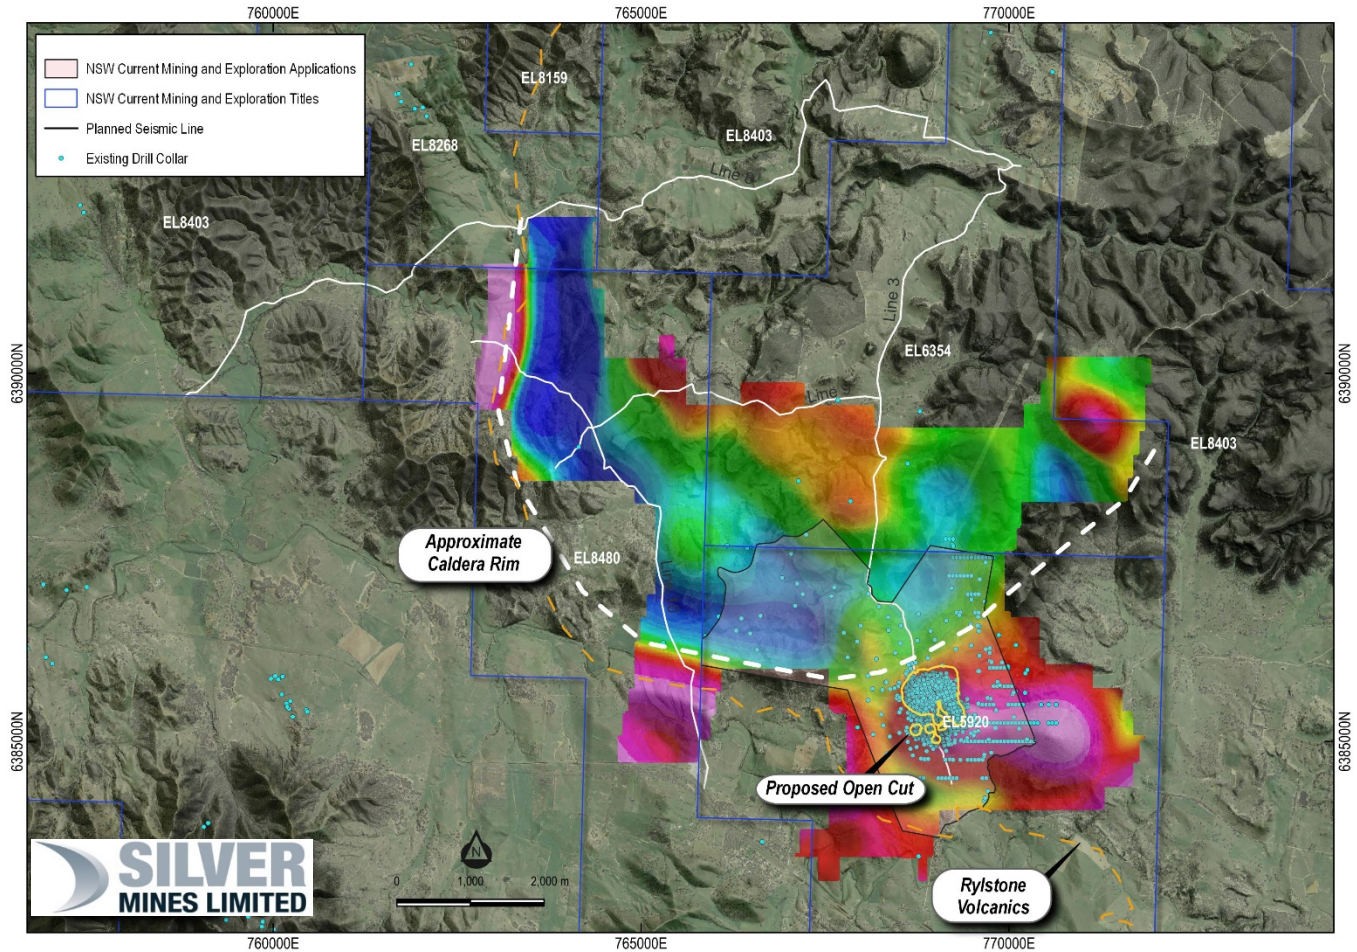 760000E
765000E
770000E
NSW Current Mining and Exploration Applications
NSW Current Mining and Exploration Titles
Planned Seismic Line
Existing Drill Collar
EL8159
EL8403
EL8268
Line
EL8403
Line 3
EL6354
6390000N
6390000N
Line
EL8403
Approximate
Caldera Rim
EL8480
EL5920
6385000N
6385000N
Proposed Open Cut
SILVER
MINES LIMITED
N
0 1,000 2,000 m
Rylstone
Volcanics
760000E
765000E
770000E